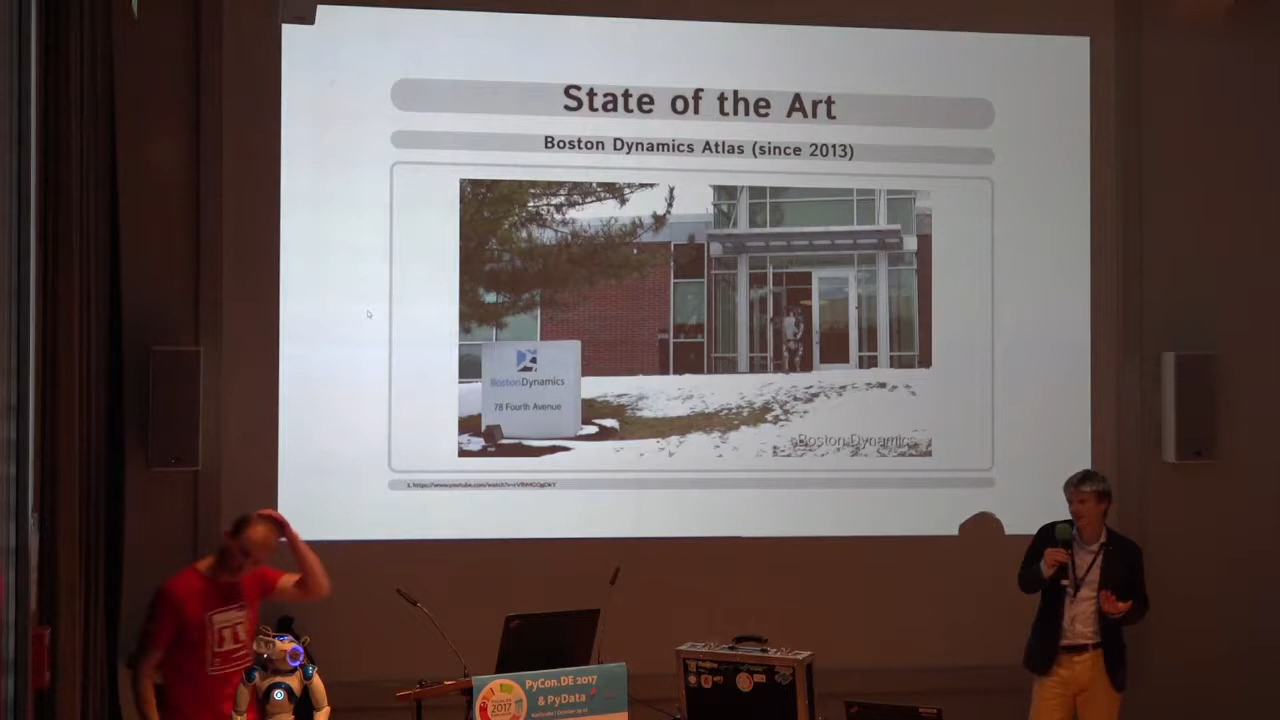 State of the Art
Boston Dynamics Atlas (since 2013)
BostonDynamics
78 Fourth Avenue
Boston Dynamics
PyCon.DE 2017
& PyData
2017